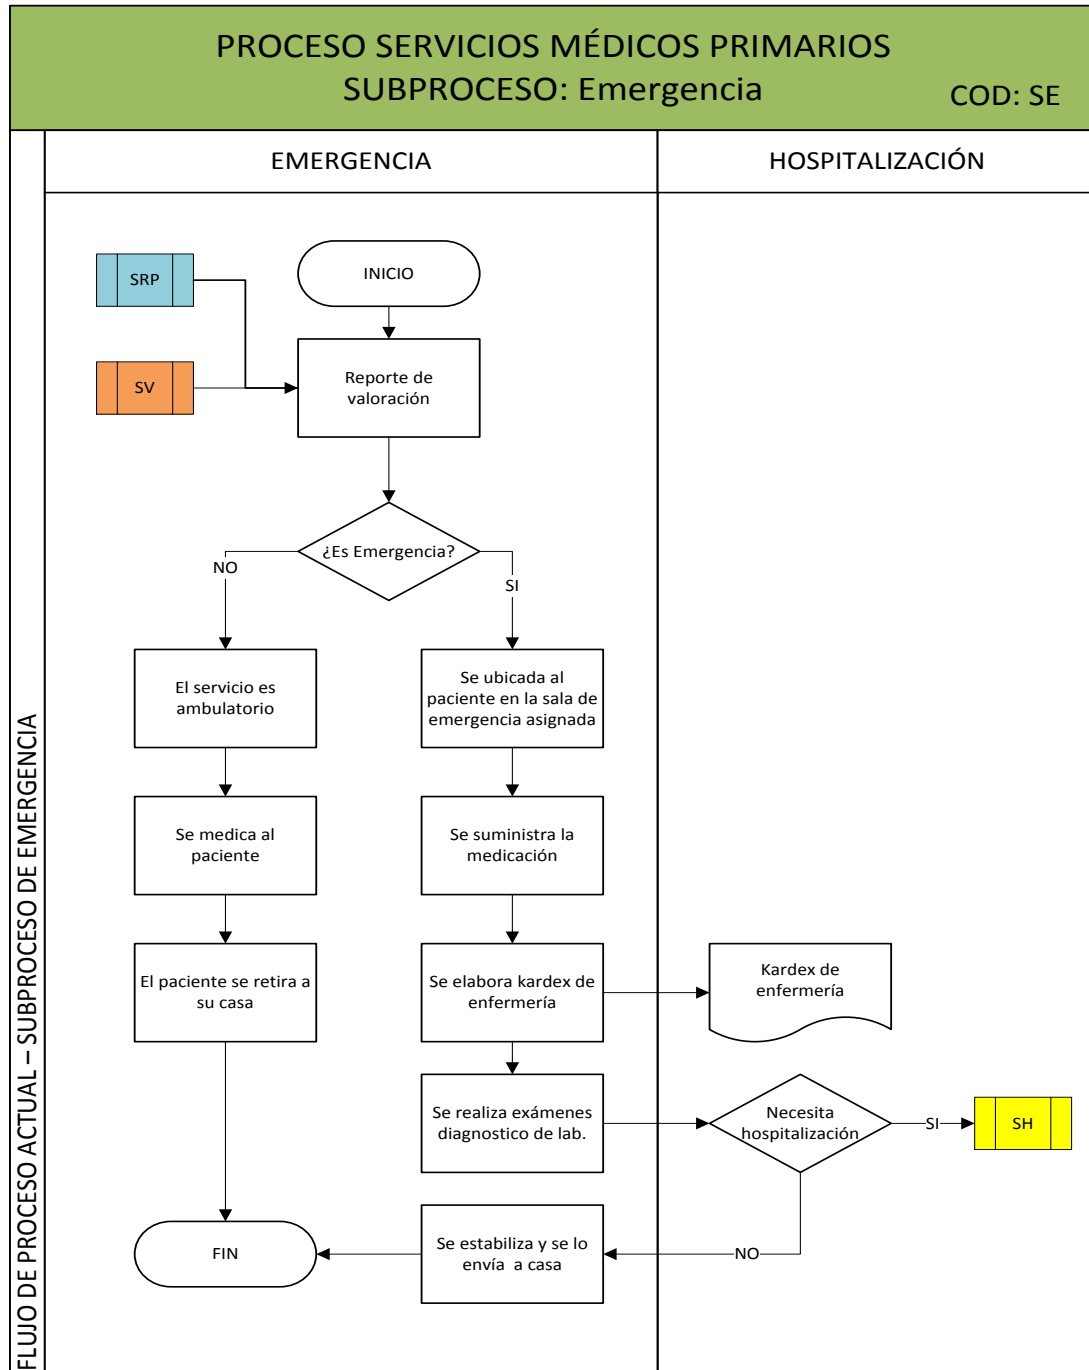 PROCESO SERVICIOS MÉDICOS PRIMARIOS
SUBPROCESO: Emergencia
COD: SE
FLUJO DE PROCESO ACTUAL – SUBPROCESO DE EMERGENCIA
EMERGENCIA
HOSPITALIZACIÓN
SRP
INICIO
SV
Reporte de
valoración
¿Es Emergencia?
NO
SI
El servicio es
ambulatorio
Se ubicada al
paciente en la sala de
emergencia asignada
Se medica al
paciente
Se suministra la
medicación
El paciente se retira a
su casa
Se elabora kardex de
enfermería
Kardex de
enfermería
Se realiza exámenes
diagnostico de lab.
Necesita
hospitalización
SI
SH
FIN
Se estabiliza y se lo
envía a casa
NO